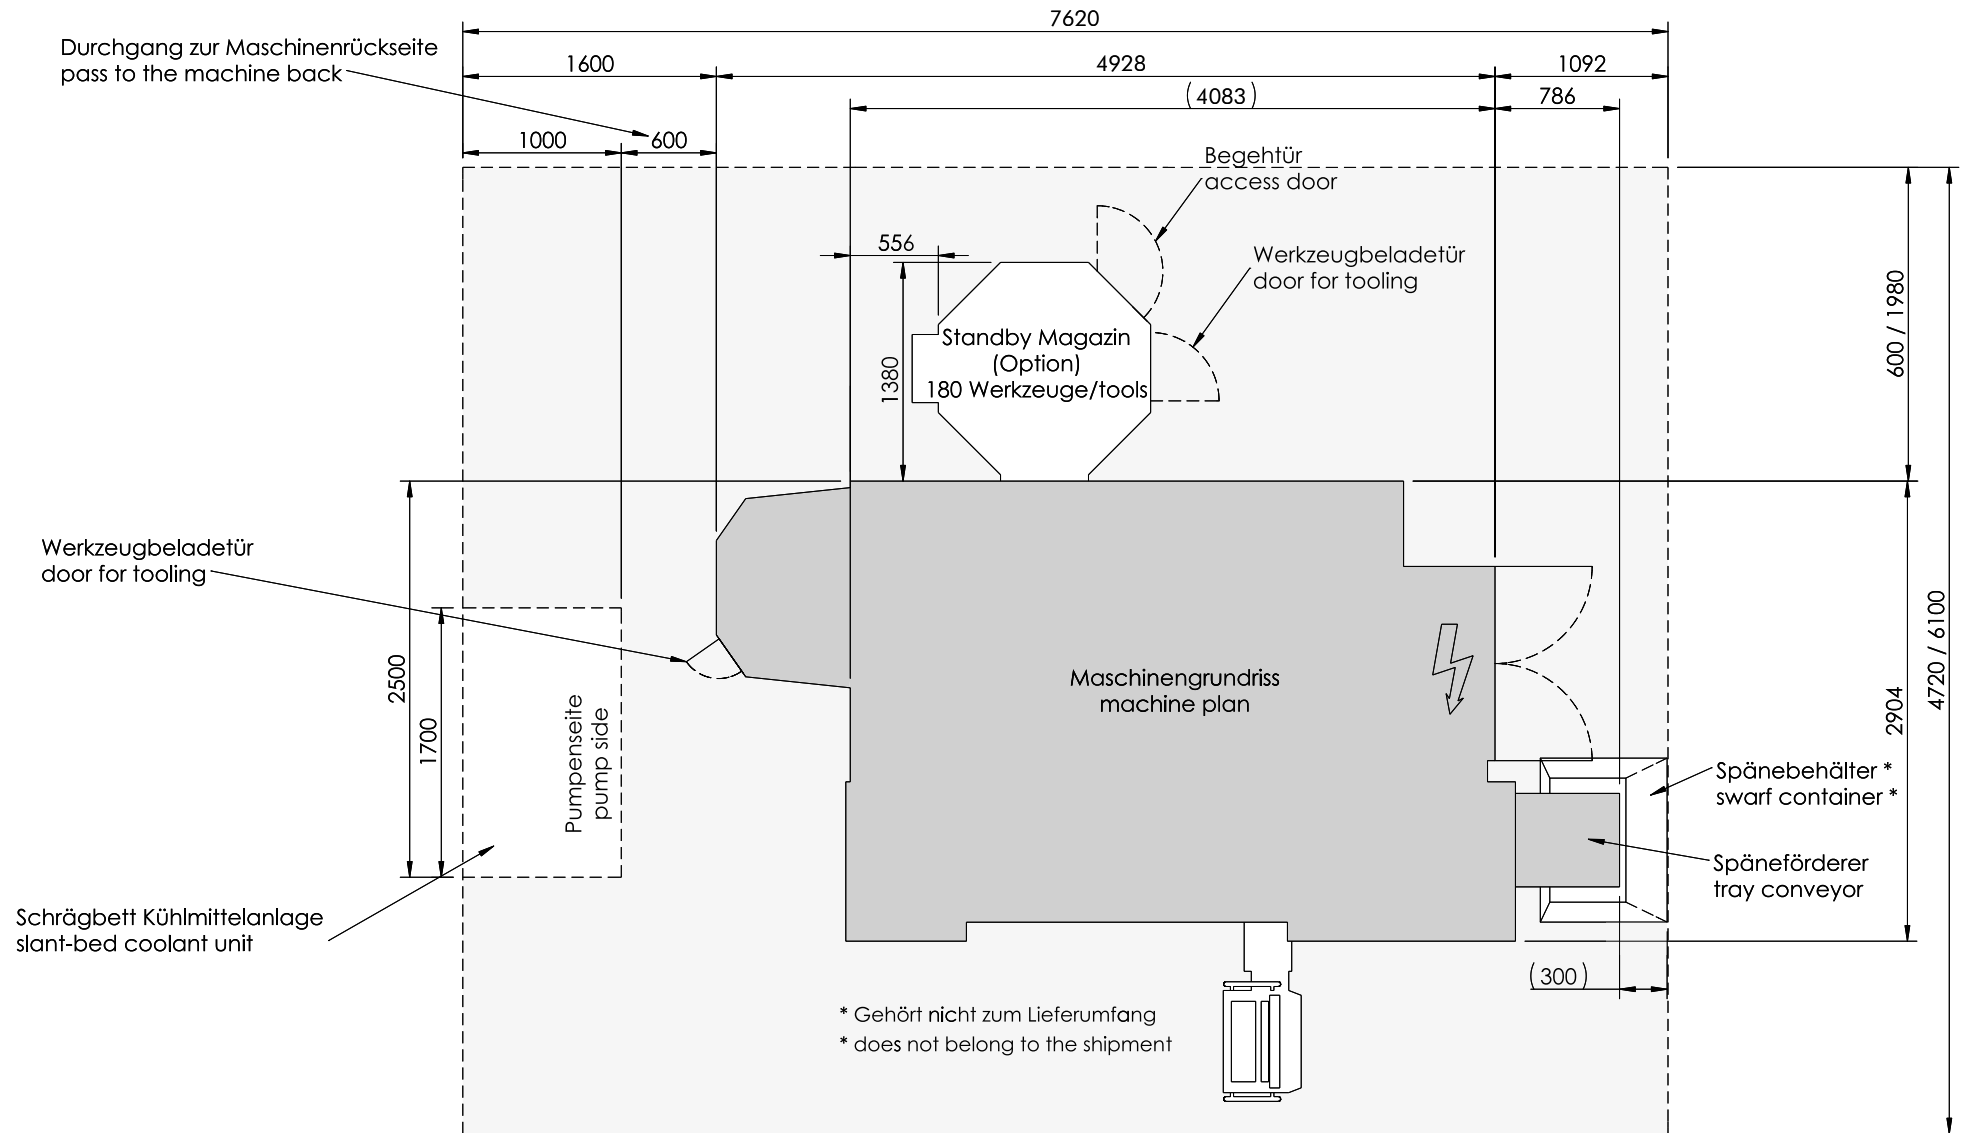 7620
Durchgang zur Maschinenrückseite
pass to the machine back
1600
4928
1092
(4083)
786
1000
600
Begehtür
access door
556
Werkzeugbeladetür
door for tooling
600 / 1980
1380
Standby Magazin
(Option)
180 Werkzeuge/tools
Werkzeugbeladetür
door for tooling
4720 / 6100
2500
1700
Pumpenseite
pump side
Maschinengrundriss
machine plan
2904
Spänebehälter *
swarf container *
Späneförderer
tray conveyor
Schrägbett Kühlmittelanlage
slant-bed coolant unit
(300)
* Gehört nicht zum Lieferumfang
* does not belong to the shipment